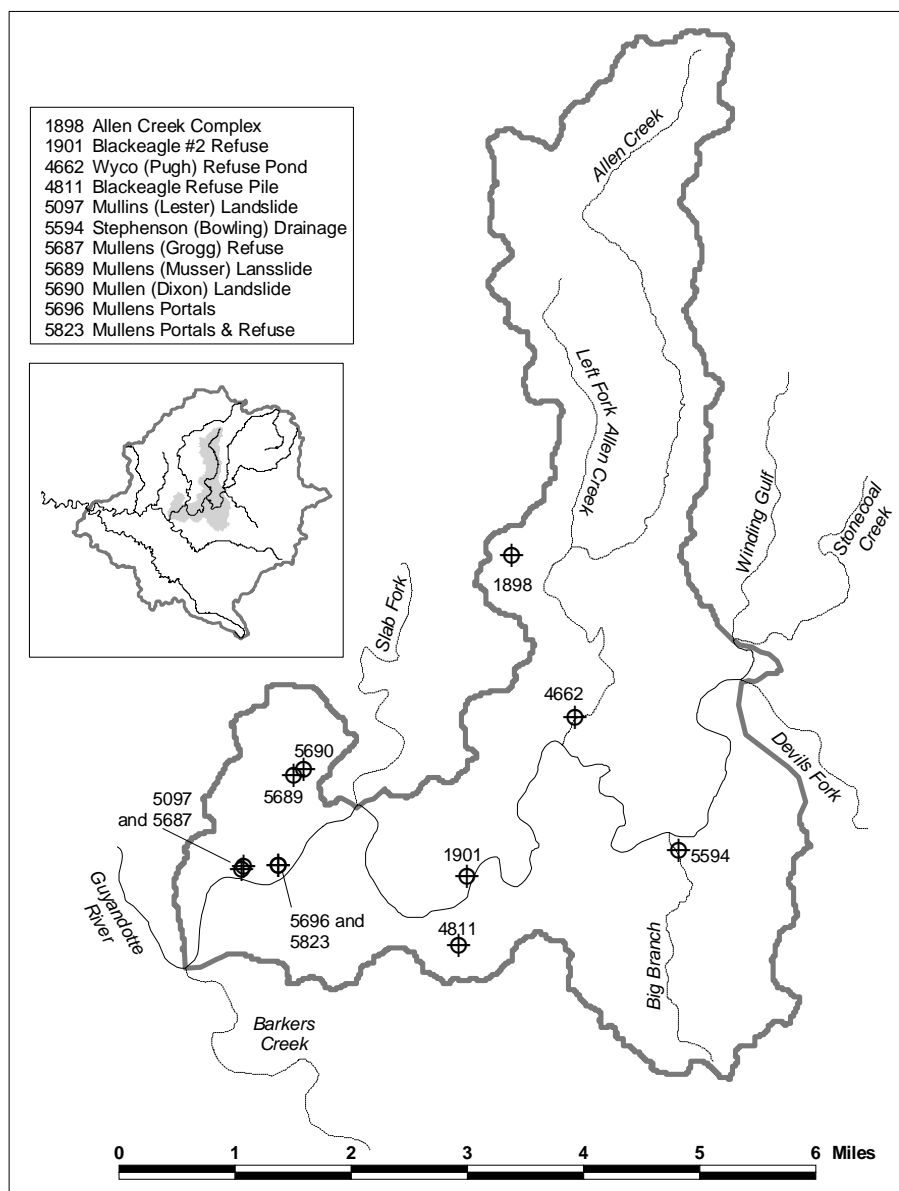 1898 Allen Creek Complex
1901 Blackeagle #2 Refuse
4662 Wyco (Pugh) Refuse Pond
4811 Blackeagle Refuse Pile
5097 Mullins (Lester) Landslide
5594 Stephenson (Bowling) Drainage
5687 Mullens (Grogg) Refuse
5689 Mullens (Musser) Lansslide
5690 Mullen (Dixon) Landslide
5696 Mullens Portals
5823 Mullens Portals & Refuse
Allen Creek
Left Fork Allen Creek
Winding Gulf
Stonecoal
Creek
1898
Slab Fork
4662
Devils Fork
5690
5689
5097
and 5687
1901
5594
Guyandotte
River
5696 and
5823
4811
Big Branch
Barkers
Creek
0 1 2 3 4 5 6 Miles